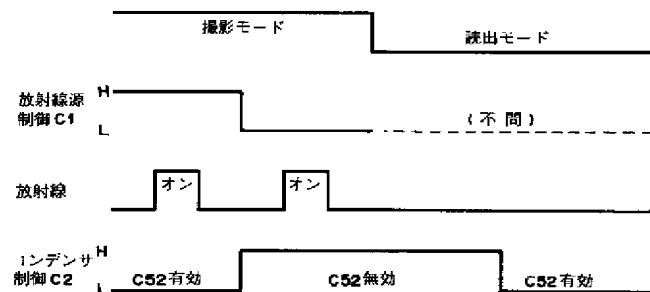 撮影モード
読出モード
放射線源
制御C1
H
L
(不問)
放射線
オン
オン
コンデンサ
制御C2
H
L
C52有効
C52無効
C52有効